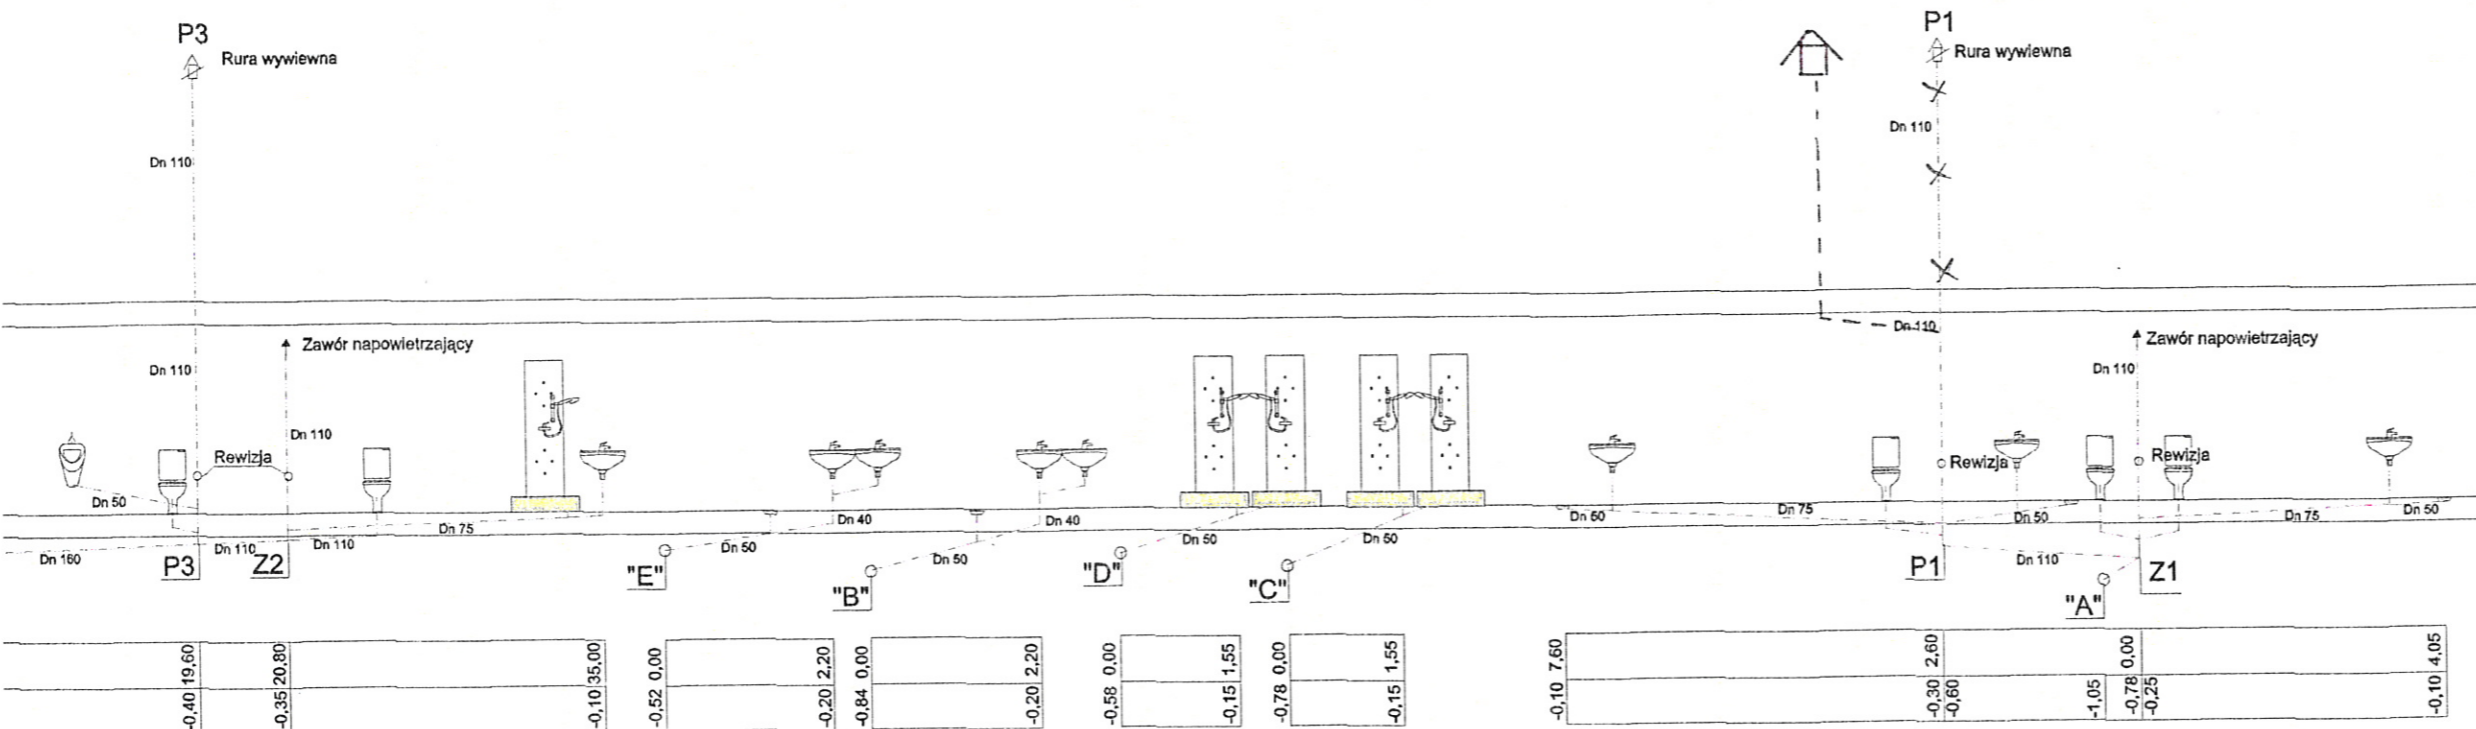 P3
Rura wywiewna
P1
Rura wywiewna
Dn 110
Dn 110
Dn 110
Zawór napowietrzający
Zawór napowietrzający
Dn 110
Dn 110
Dn 110
Rewizja
Rewizja
Rewizja
Dn 50
Dn 75
Dn 40
Dn 40
Dn 50
Dn 75
Dn 50
Dn 75
Dn 50
Dn 160
Dn 110
Dn 110
Dn 50
Dn 50
Dn 50
Dn 50
Dn 110
P3
Z2
"E"
"B"
"D"
"C"
P1
"A"
Z1
19,60
20,80
35,00
0,00
2,20
0,00
2,20
0,00
1,55
0,00
1,55
7,60
2,60
0,00
4,05
-0,40
-0,35
-0,10
-0,52
-0,20
-0,84
-0,20
-0,58
-0,15
-0,78
-0,15
-0,10
-0,30
-0,60
-1,05
-0,78
-0,25
-0,10